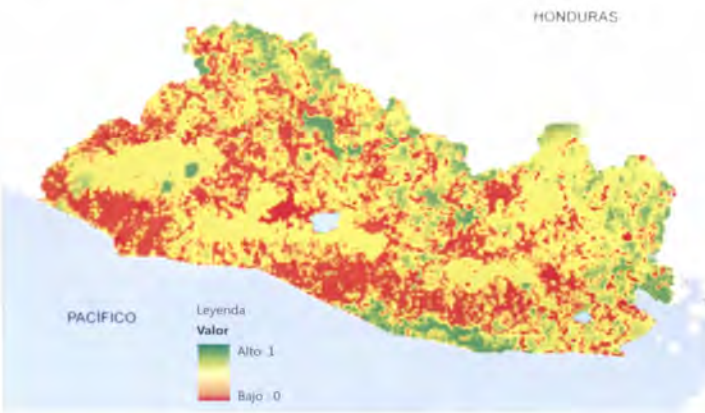 HONDURAS
PACÍFICO
Leyenda
Valor
Alto: 1
Bajo : 0